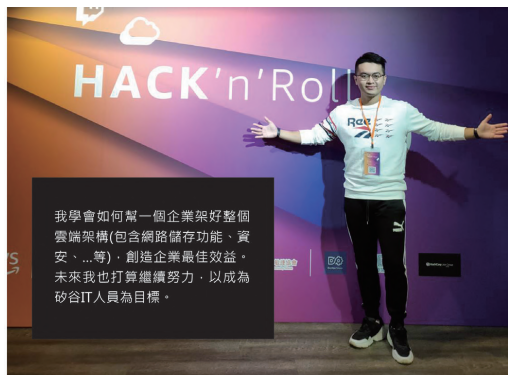 HACK'n'Roll
Ree
我學會如何幫一個企業架好整個
雲端架構(包含網路儲存功能、資
安、...等)，創造企業最佳效益。
未來我也打算繼續努力，以成為
矽谷IT人員為目標。